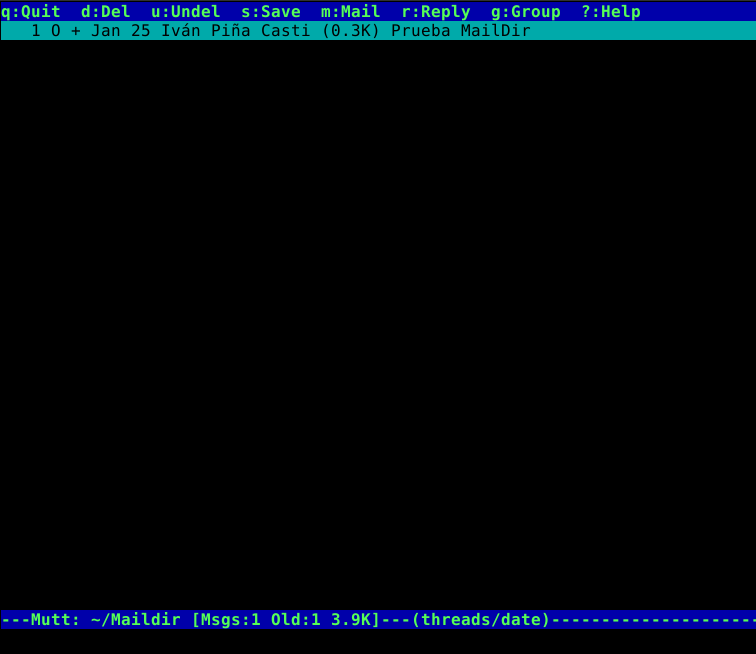 q:Quit  d:Del  u:Undel  s:Save  m:Mail  r:Reply  g:Group  ?:Help
1 O + Jan 25 Iván Piña Casti (0.3K) Prueba MailDir
---Mutt: ~/Maildir [Msgs:1 Old:1 3.9K]---(threads/date)---------------------